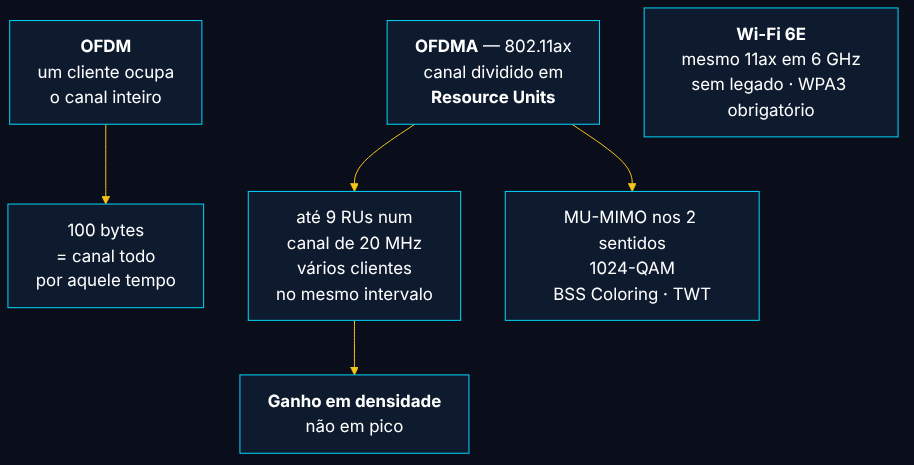 OFDM
um cliente ocupa
o canal inteiro
OFDMA — 802.11ax
canal dividido em
Resource Units
Wi-Fi 6E
mesmo 11ax em 6 GHz
sem legado · WPA3
obrigatório
100 bytes
= canal todo
por aquele tempo
até 9 RUs num
canal de 20 MHz
vários clientes
no mesmo intervalo
MU-MIMO nos 2
sentidos
1024-QAM
BSS Coloring · TWT
Ganho em densidade
não em pico